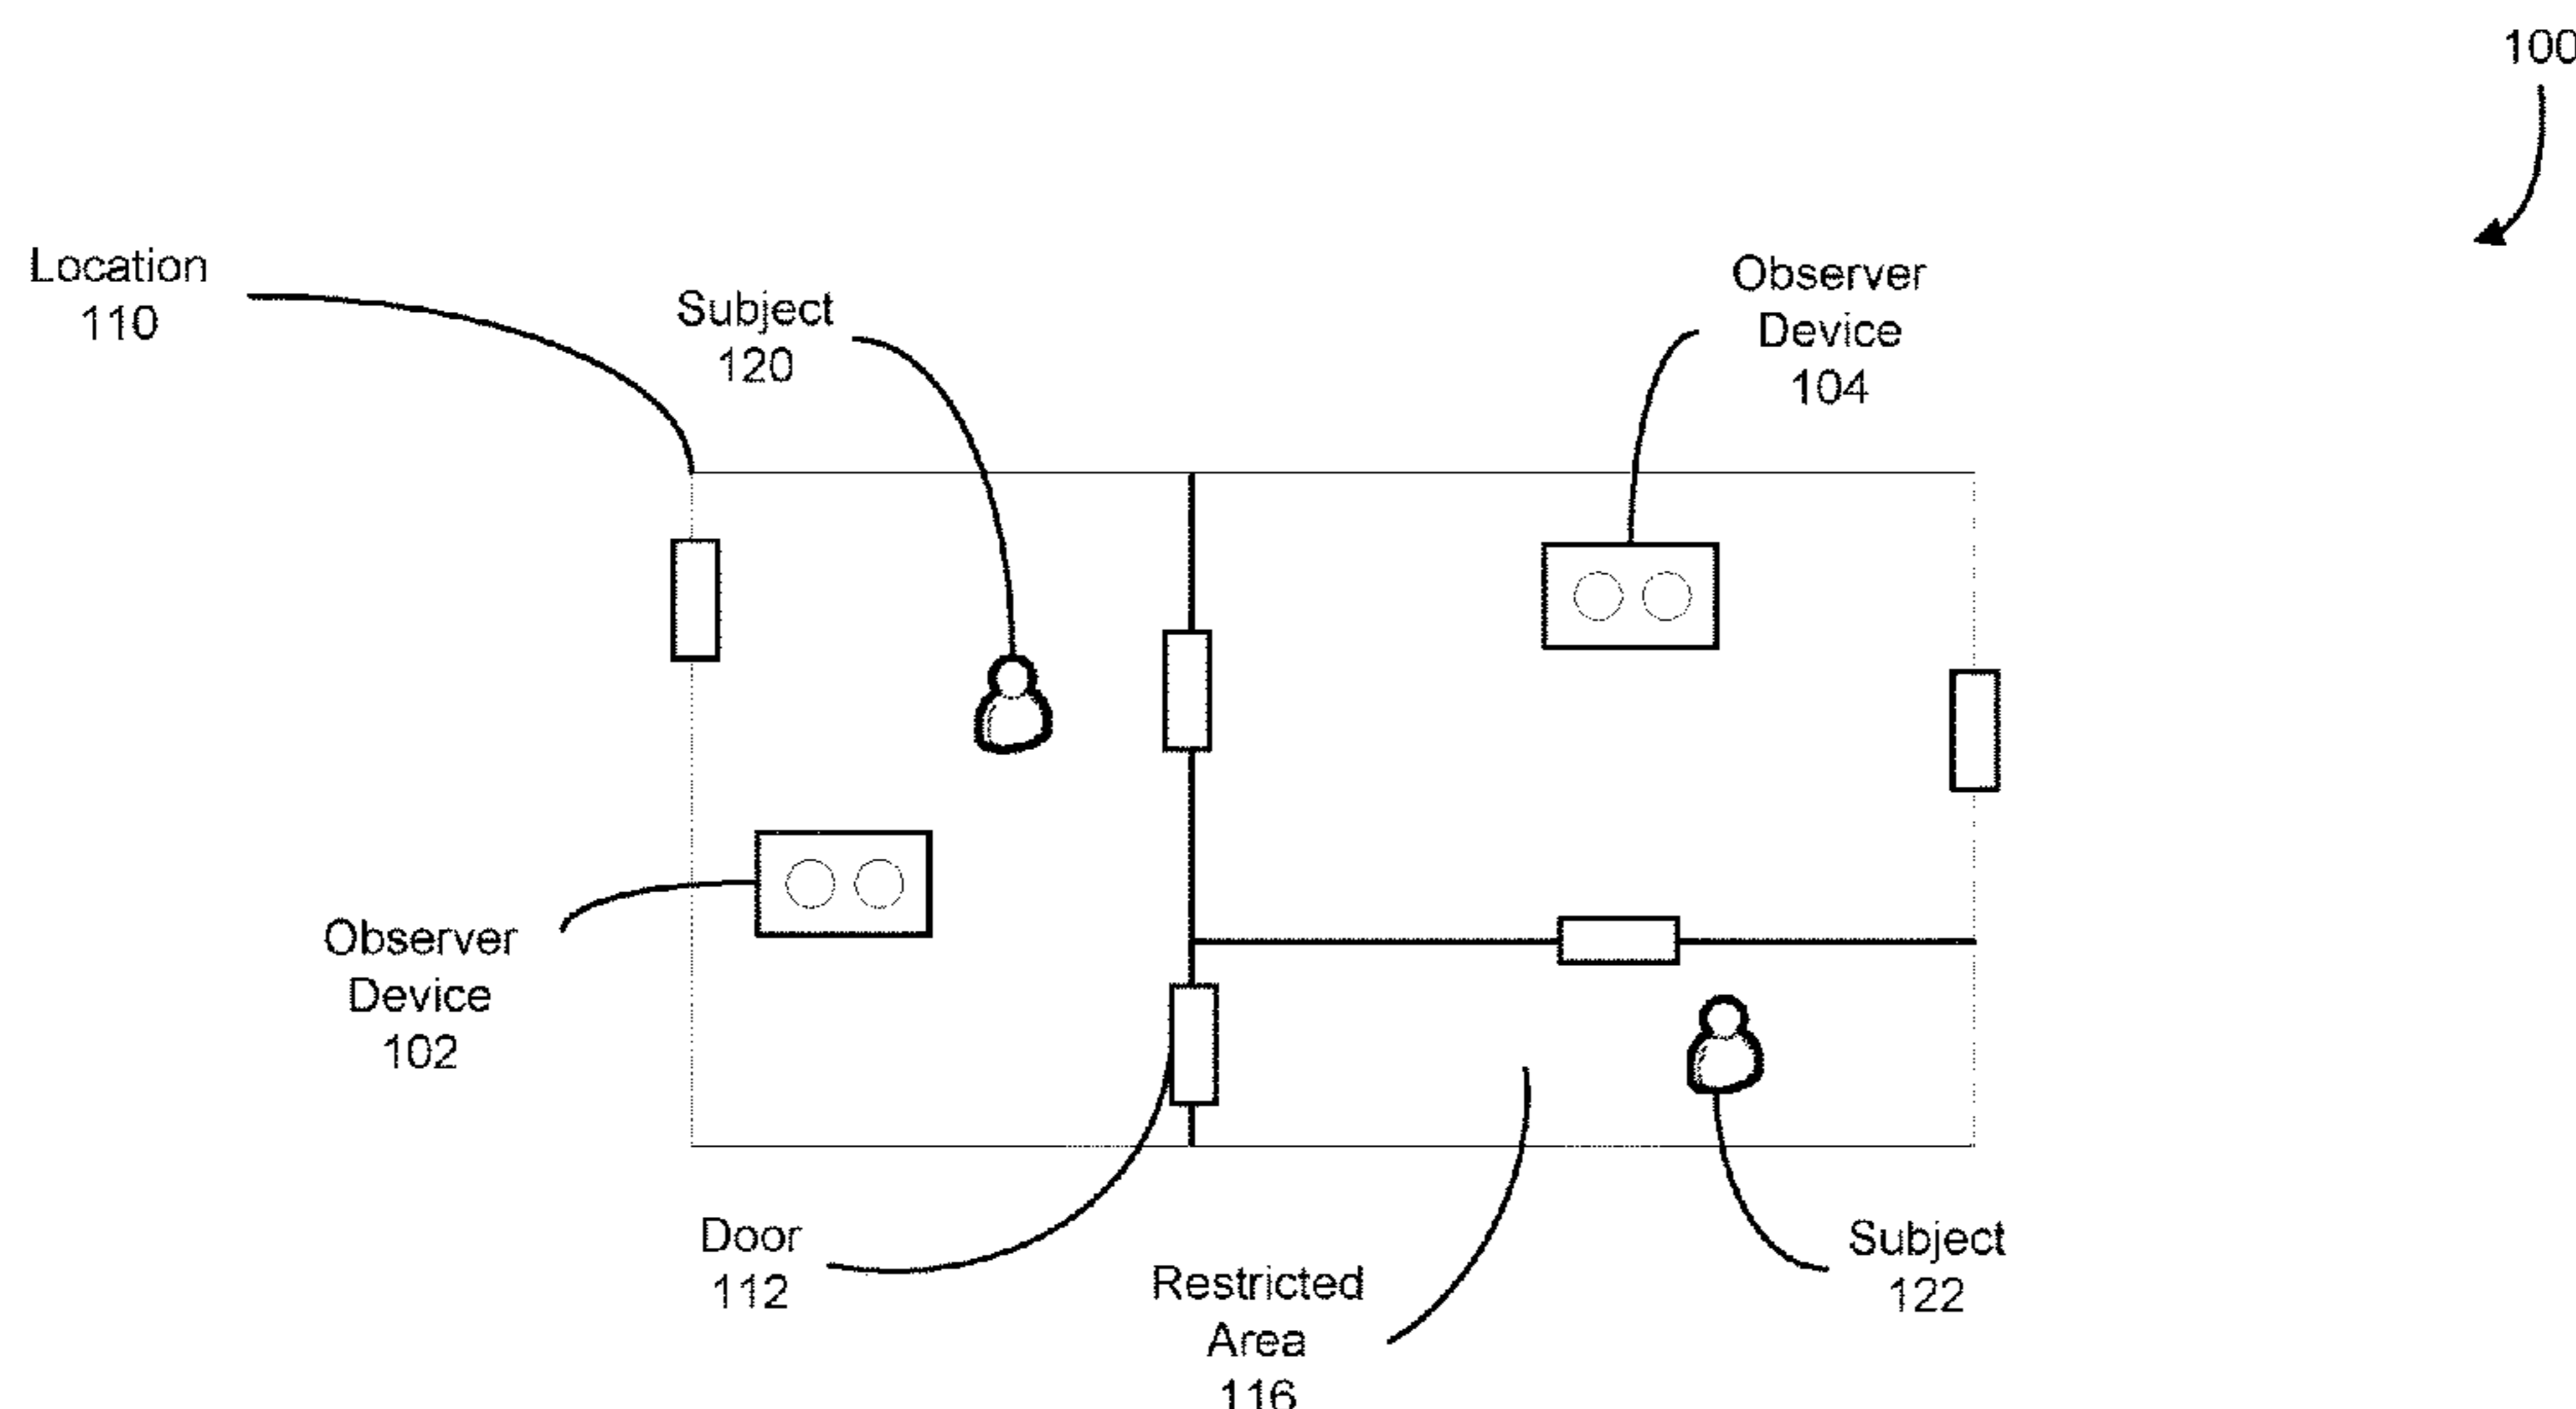 100
Location
110
Subject
120
Observer
Device
104
Observer
Device
102
Door
112
Restricted
Area
116
Subject
122